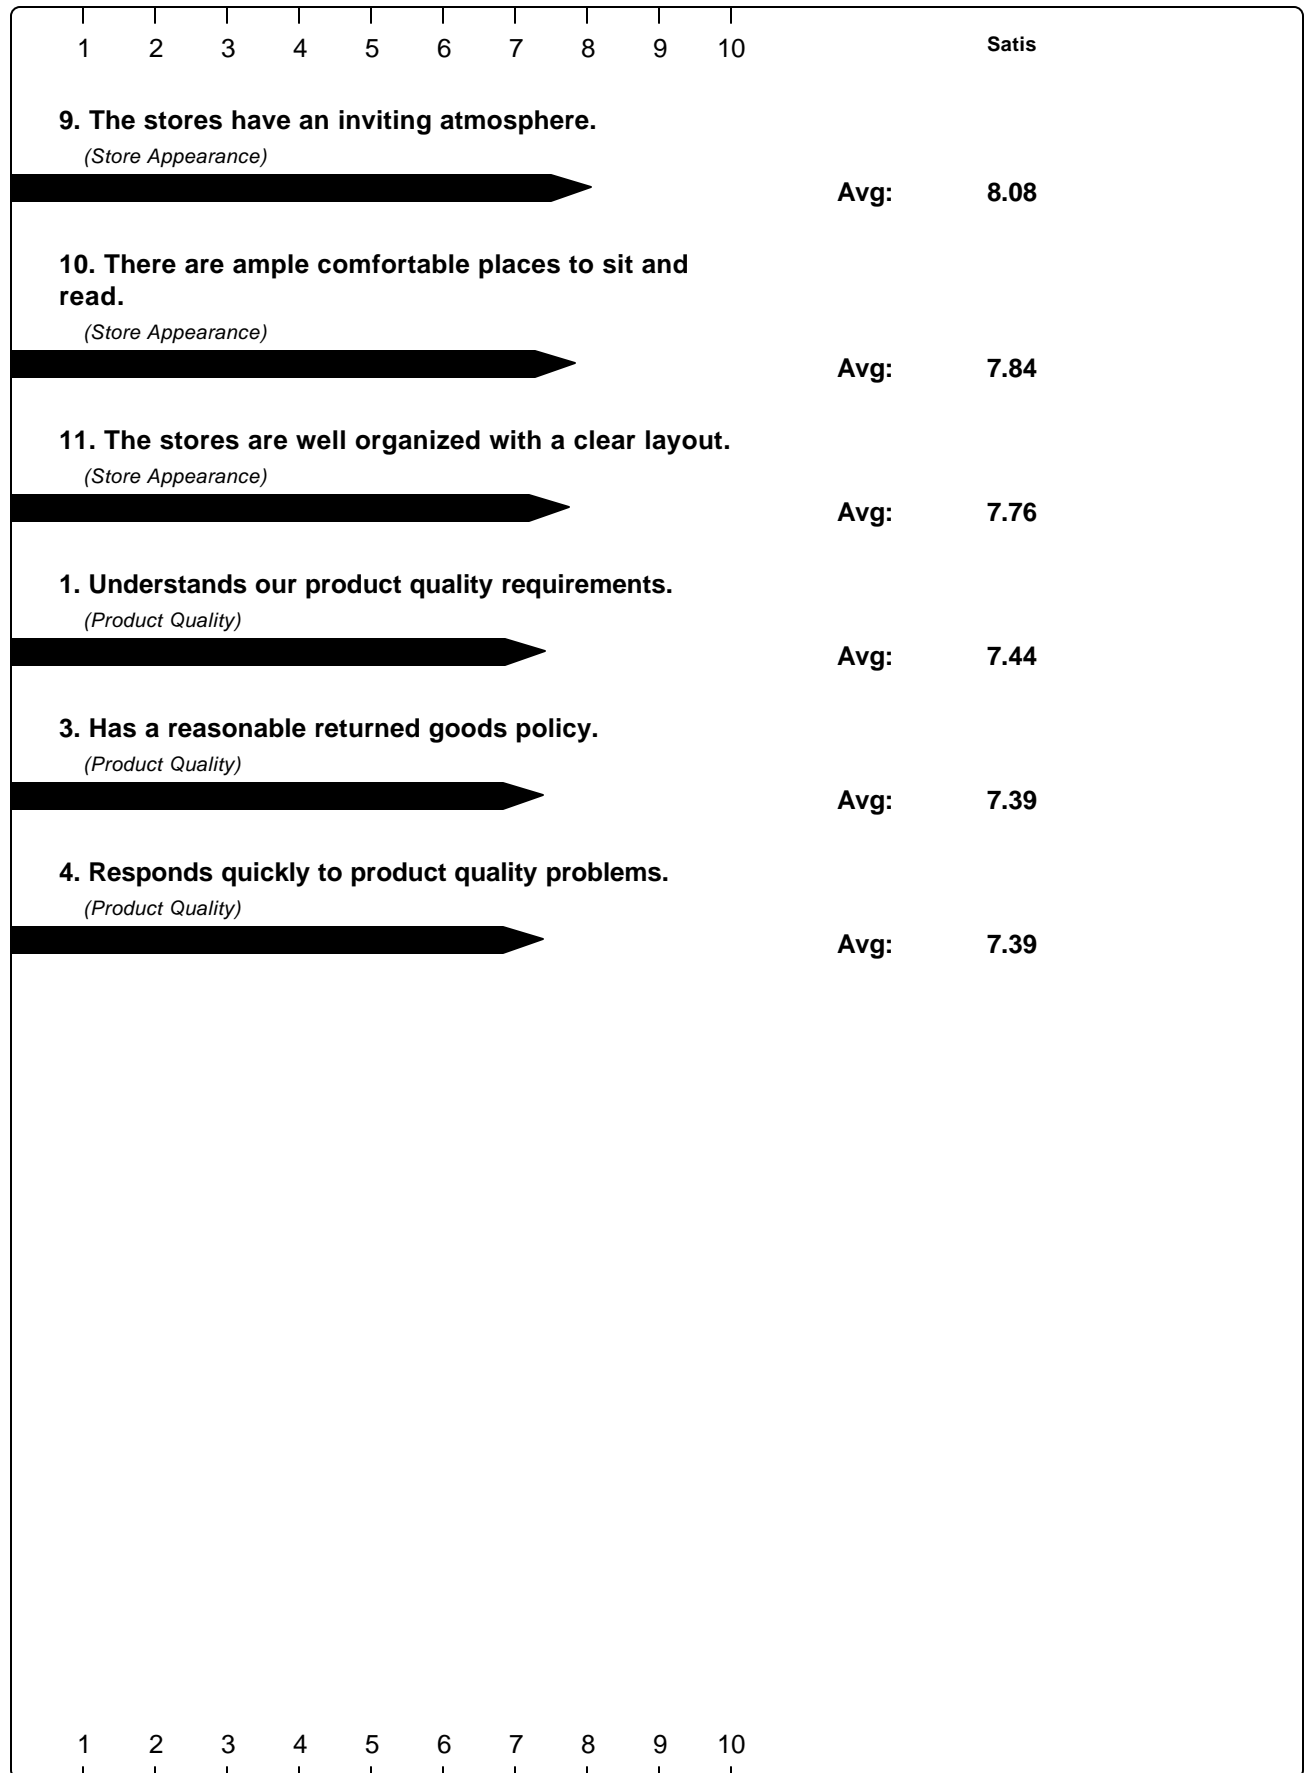 1 2 3 4 5 6 7 8 9 10 Satis
9. The stores have an inviting atmosphere.
(Store Appearance)
Avg: 8.08
10. There are ample comfortable places to sit and
read.
(Store Appearance)
Avg: 7.84
11. The stores are well organized with a clear layout.
(Store Appearance)
Avg: 7.76
1. Understands our product quality requirements.
(Product Quality)
Avg: 7.44
3. Has a reasonable returned goods policy.
(Product Quality)
Avg: 7.39
4. Responds quickly to product quality problems.
(Product Quality)
Avg: 7.39
1 2 3 4 5 6 7 8 9 10